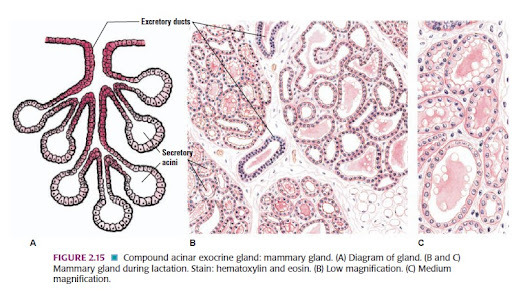 Excretory ducts
Secretory
acini
A
B
C
FIGURE 2.15 ■ Compound acinar exocrine gland: mammary gland. (A) Diagram of gland. (B and C)
Mammary gland during lactation. Stain: hematoxylin and eosin. (B) Low magnification. (C) Medium
magnification.